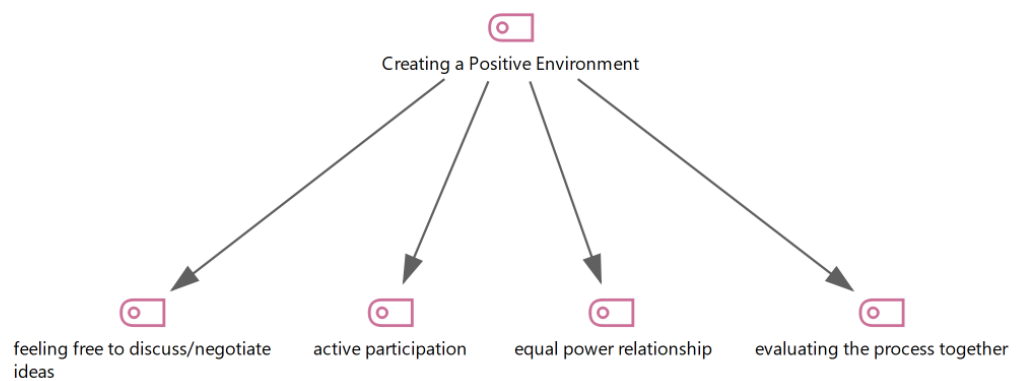 Creating a Positive Environment
feeling free to discuss/negotiate
ideas
active participation
equal power relationship
evaluating the process together